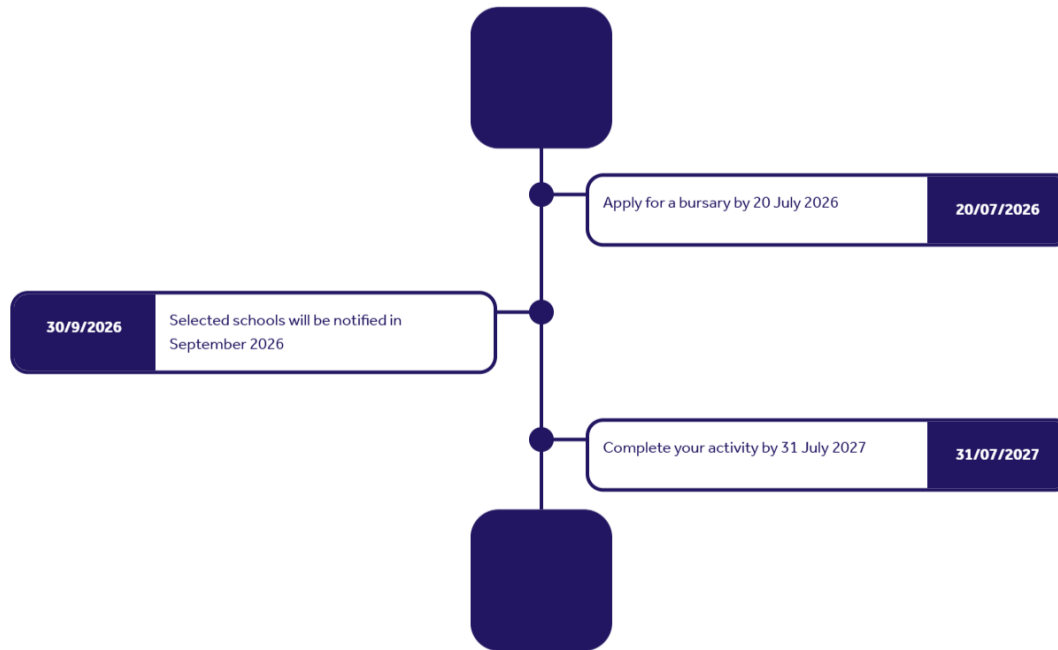 Apply for a bursary by 20 July 2026
20/07/2026
30/9/2026
Selected schools will be notified in
September 2026
Complete your activity by 31 July 2027
31/07/2027